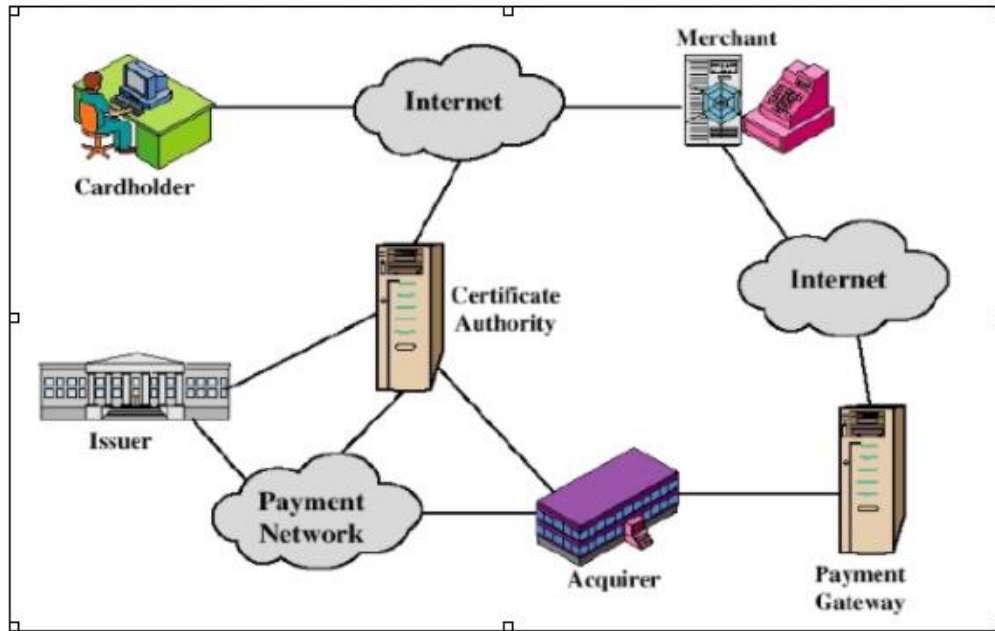 Merchant
Internet
Cardholder
Internet
Certificate
Authority
Issuer
Payment
Network
Acquirer
Payment
Gateway